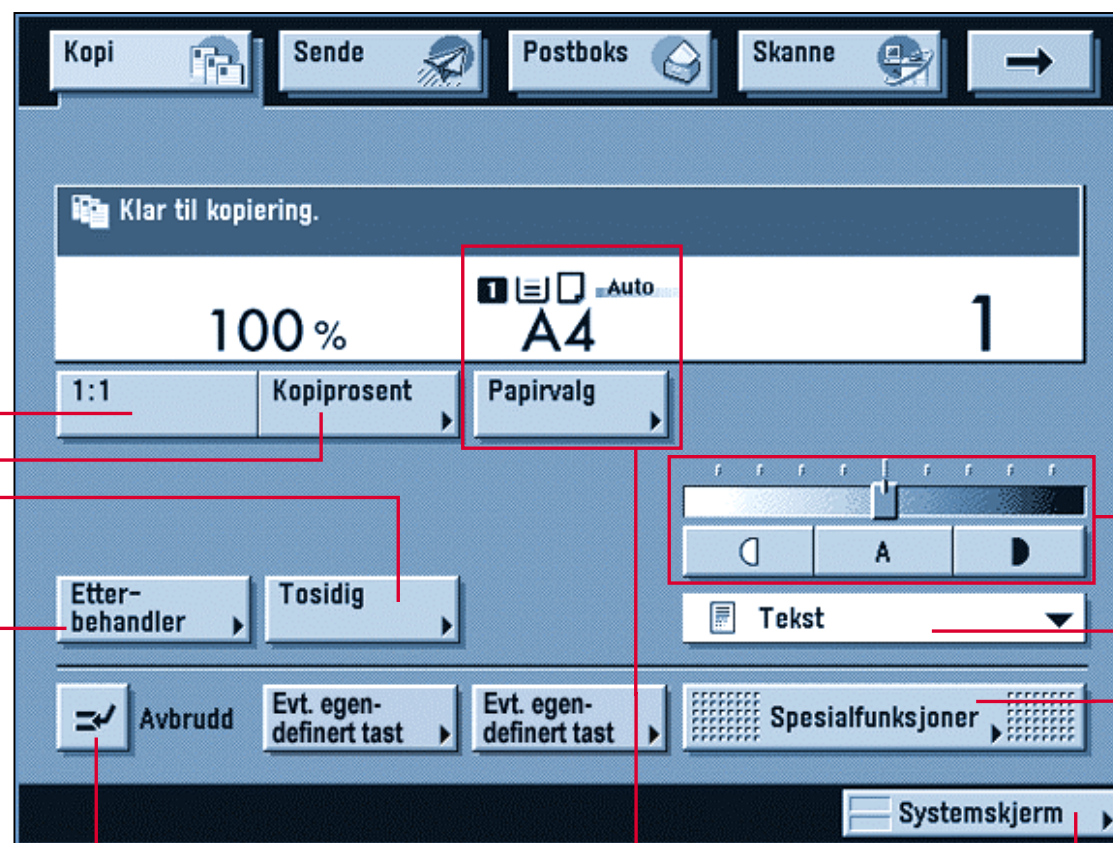 Kopi
Sende
Postboks
Skanne
Klar til kopiering.
1 Auto
100 % A4 1
1:1
Kopiprosent
Papirvalg
A
Etter-
behandler
Tosidig
Tekst
Avbrudd
Evt. egen-
definert tast
Evt. egen-
definert tast
Spesialfunksjoner
Systemskjerm